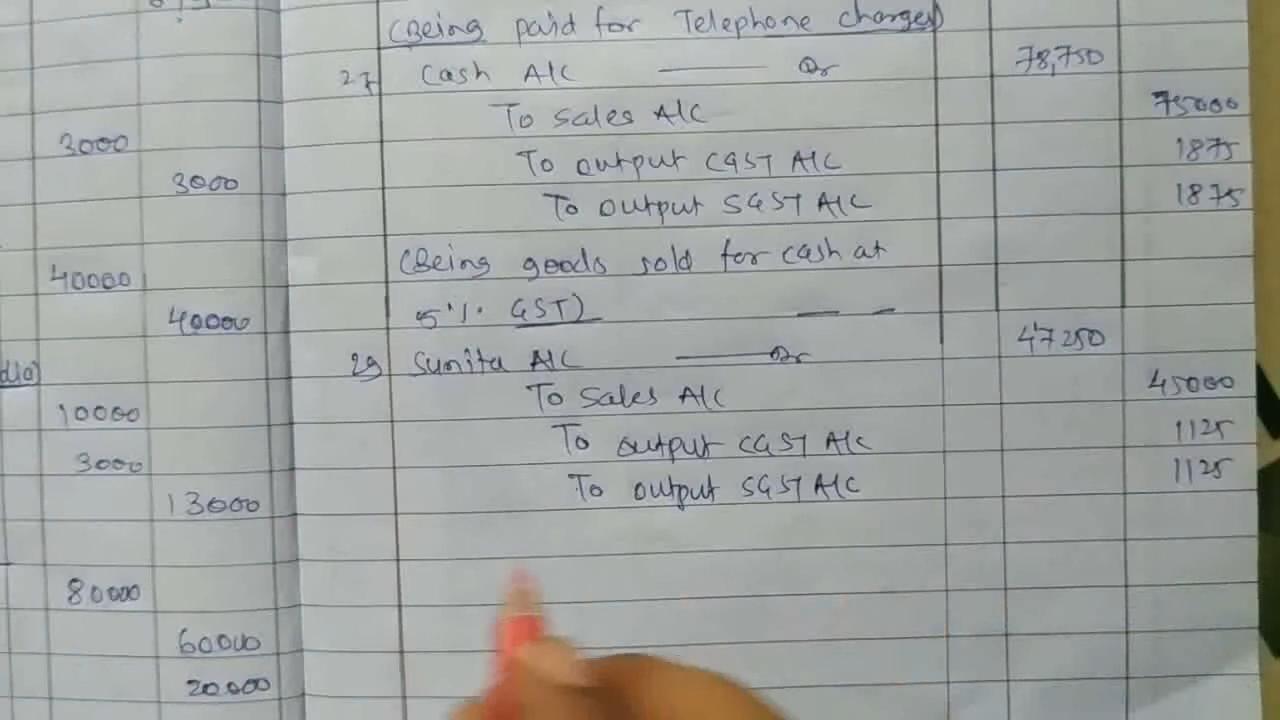 (Being paid for Telephone charges)
27 Cash A/C Dr 78,750
To Sales A/C 75000
3000
To output CGST A/C 1875
3000
To output SGST A/C 1875
(Being goods sold for cash at
40000
5%. GST)
40000
29 Sunita A/C Dr 47250
To Sales A/C 45000
10000
To output CGST A/C 1125
3000
To output SGST A/C 1125
13000
80000
60000
20000